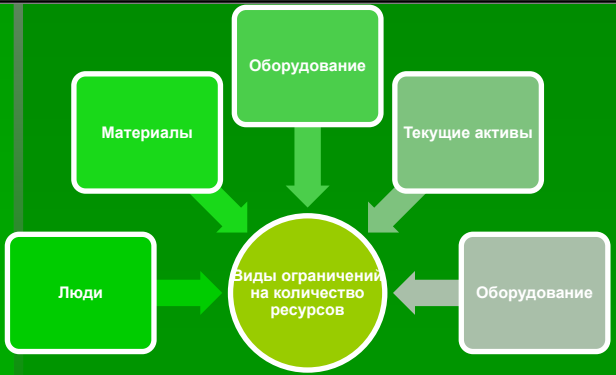 Оборудование
Материалы
Текущие активы
Люди
Виды ограничений
на количество
ресурсов
Оборудование